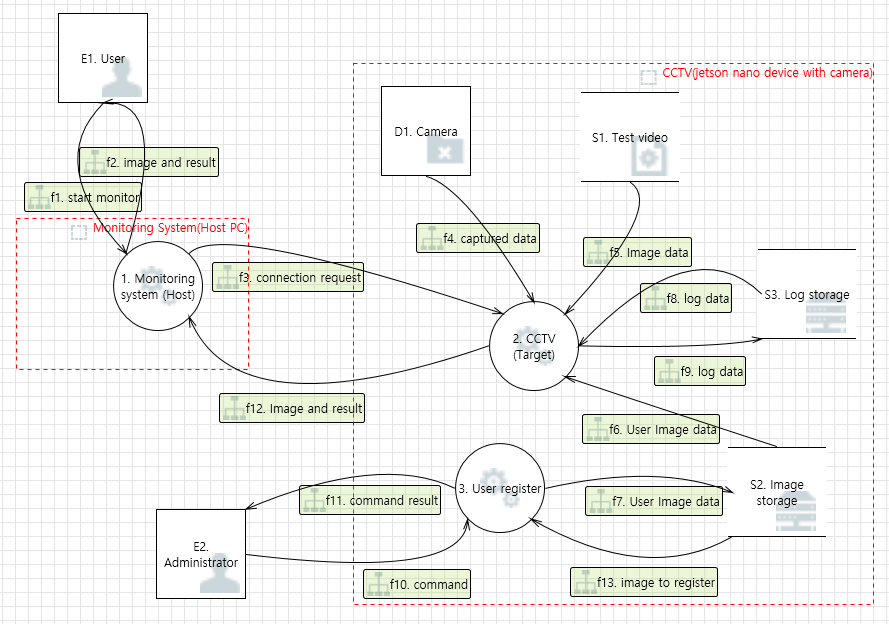 E1. User
CCTV(jetson nano device with camera)
D1. Camera
S1. Test video
f2. image and result
f1. start monitor
Monitoring System(Host PC)
f4. captured data
f5. Image data
1. Monitoring
system (Host)
f3. connection request
f8. log data
S3. Log storage
2. CCTV
(Target)
f9. log data
f12. Image and result
f6. User Image data
3. User register
S2. Image
storage
f11. command result
f7. User Image data
E2.
Administrator
f10. command
f13. image to register